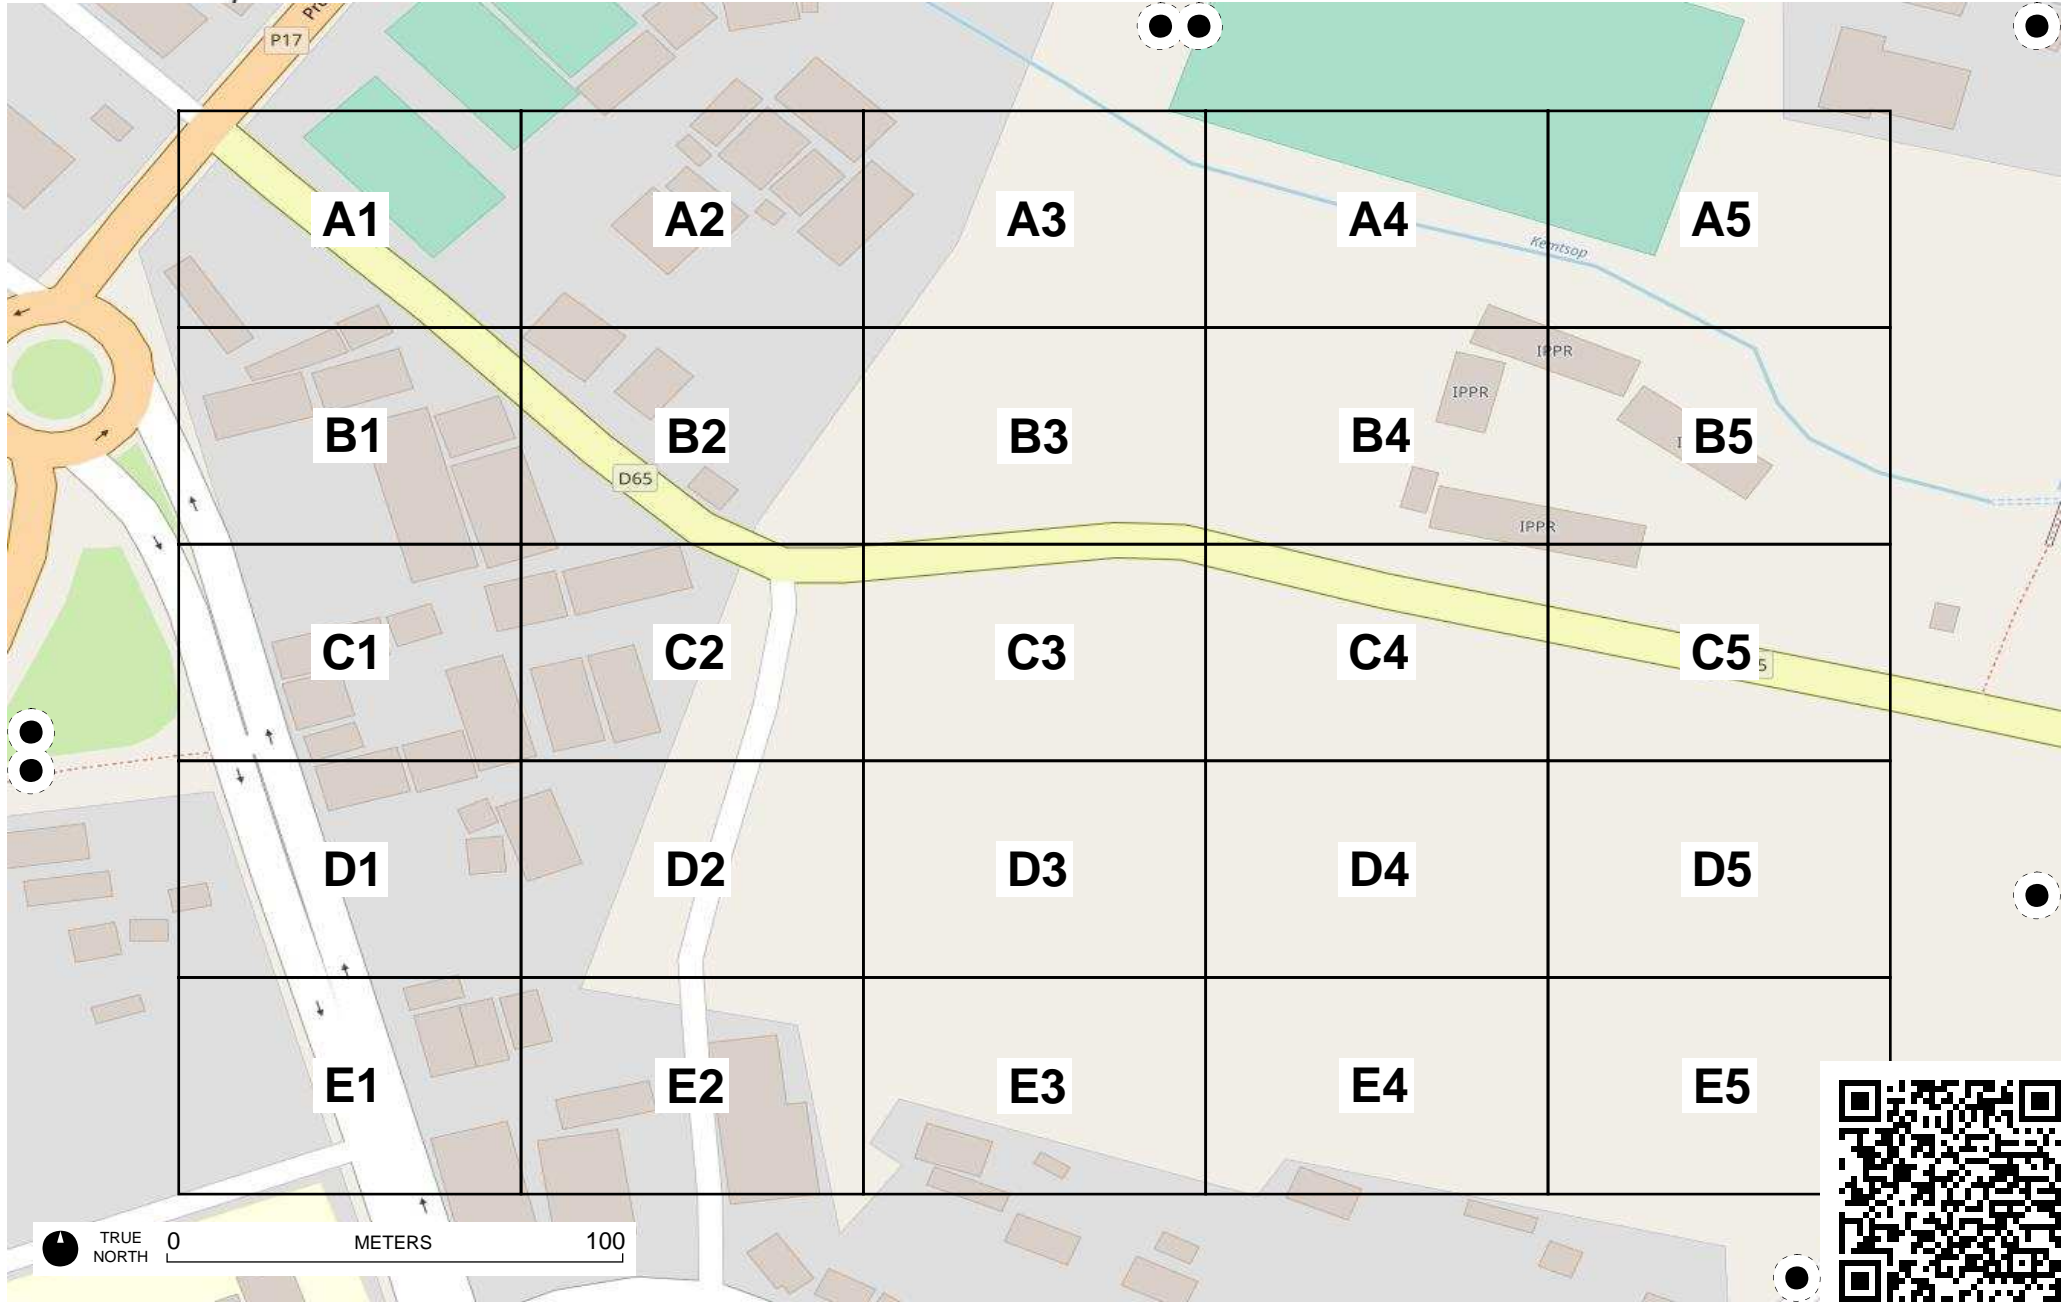 P17
A1
A2
A3
A4
A5
Kemtsop
IPPR
IPPR
B1
B2
B3
B4
B5
D65
IPPR
C1
C2
C3
C4
C5
D1
D2
D3
D4
D5
E1
E2
E3
E4
E5
TRUE
NORTH
0
METERS
100